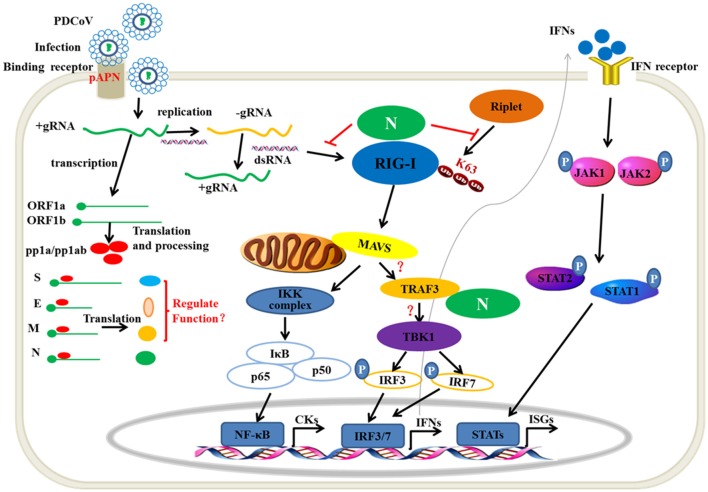 PDCoV
Infection
Binding receptor
pAPN
IFNs
IFN receptor
+gRNA
replication
-gRNA
dsRNA
+gRNA
transcription
N
Riplet
RIG-I
K63
Ub
Ub
Ub
P
JAK1
JAK2
P
ORF1a
ORF1b
Translation
and processing
pp1a/pp1ab
MAVS
?
S
E
M
N
Translation
Regulate
Function?
IKK
complex
TRAF3
N
?
TBK1
STAT2
P
STAT1
P
IκB
p65
p50
P
IRF3
P
IRF7
NF-κB
CKs
IRF3/7
IFNs
STATs
ISGs